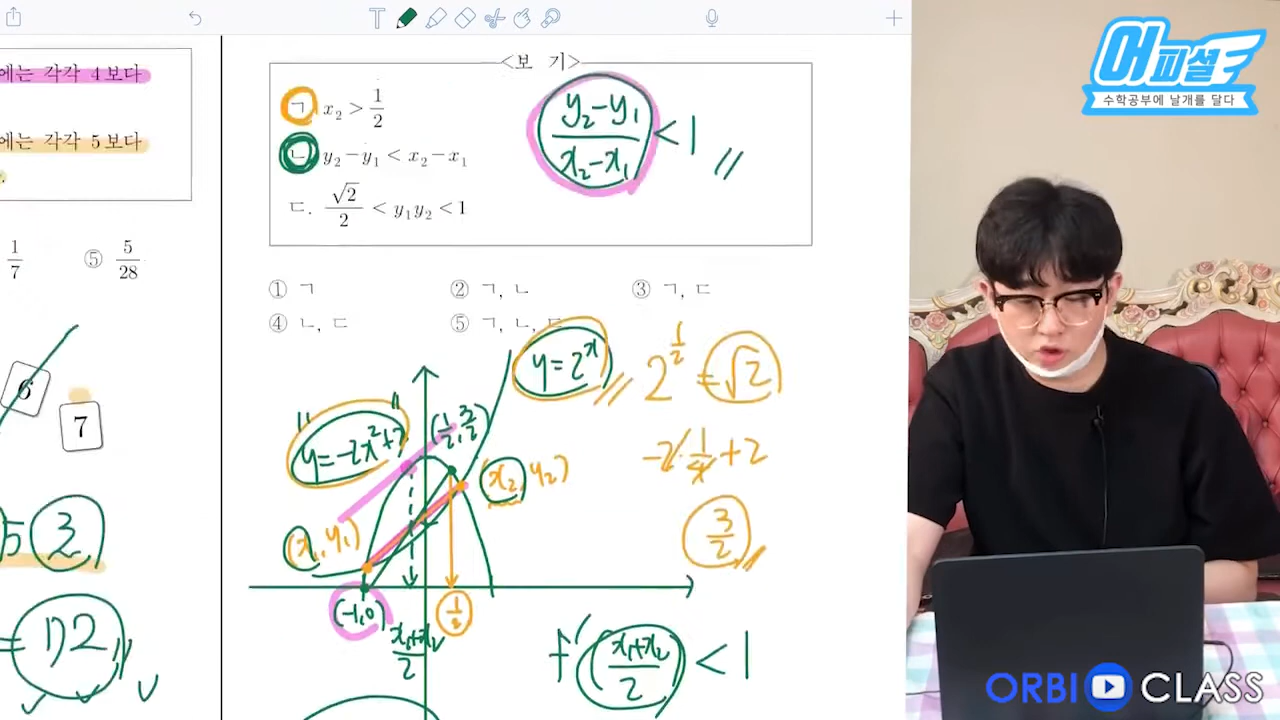 에는 각각 4보다
에는 각각 5보다
1/7 ⑤ 5/28
6
7
3
172
<보 기>
ㄱ x₂ > 1/2
ㄴ y₂ − y₁ < x₂ − x₁
ㄷ. √2/2 < y₁y₂ < 1
(y₂−y₁)/(x₂−x₁) < 1
① ㄱ ② ㄱ, ㄴ ③ ㄱ, ㄷ
④ ㄴ, ㄷ ⑤ ㄱ, ㄴ, ㄷ
y=2ˣ
2^(1/2) = √2
y=-2x²+2
(1/2, 3/2)
-2·1/4+2
(x₂, y₂)
3/2
(x₁, y₁)
(-1,0)
1/2
(x₁+x₂)/2
f′((x₁+x₂)/2) < 1
어피셜
수학공부에 날개를 달다
ORBI CLASS